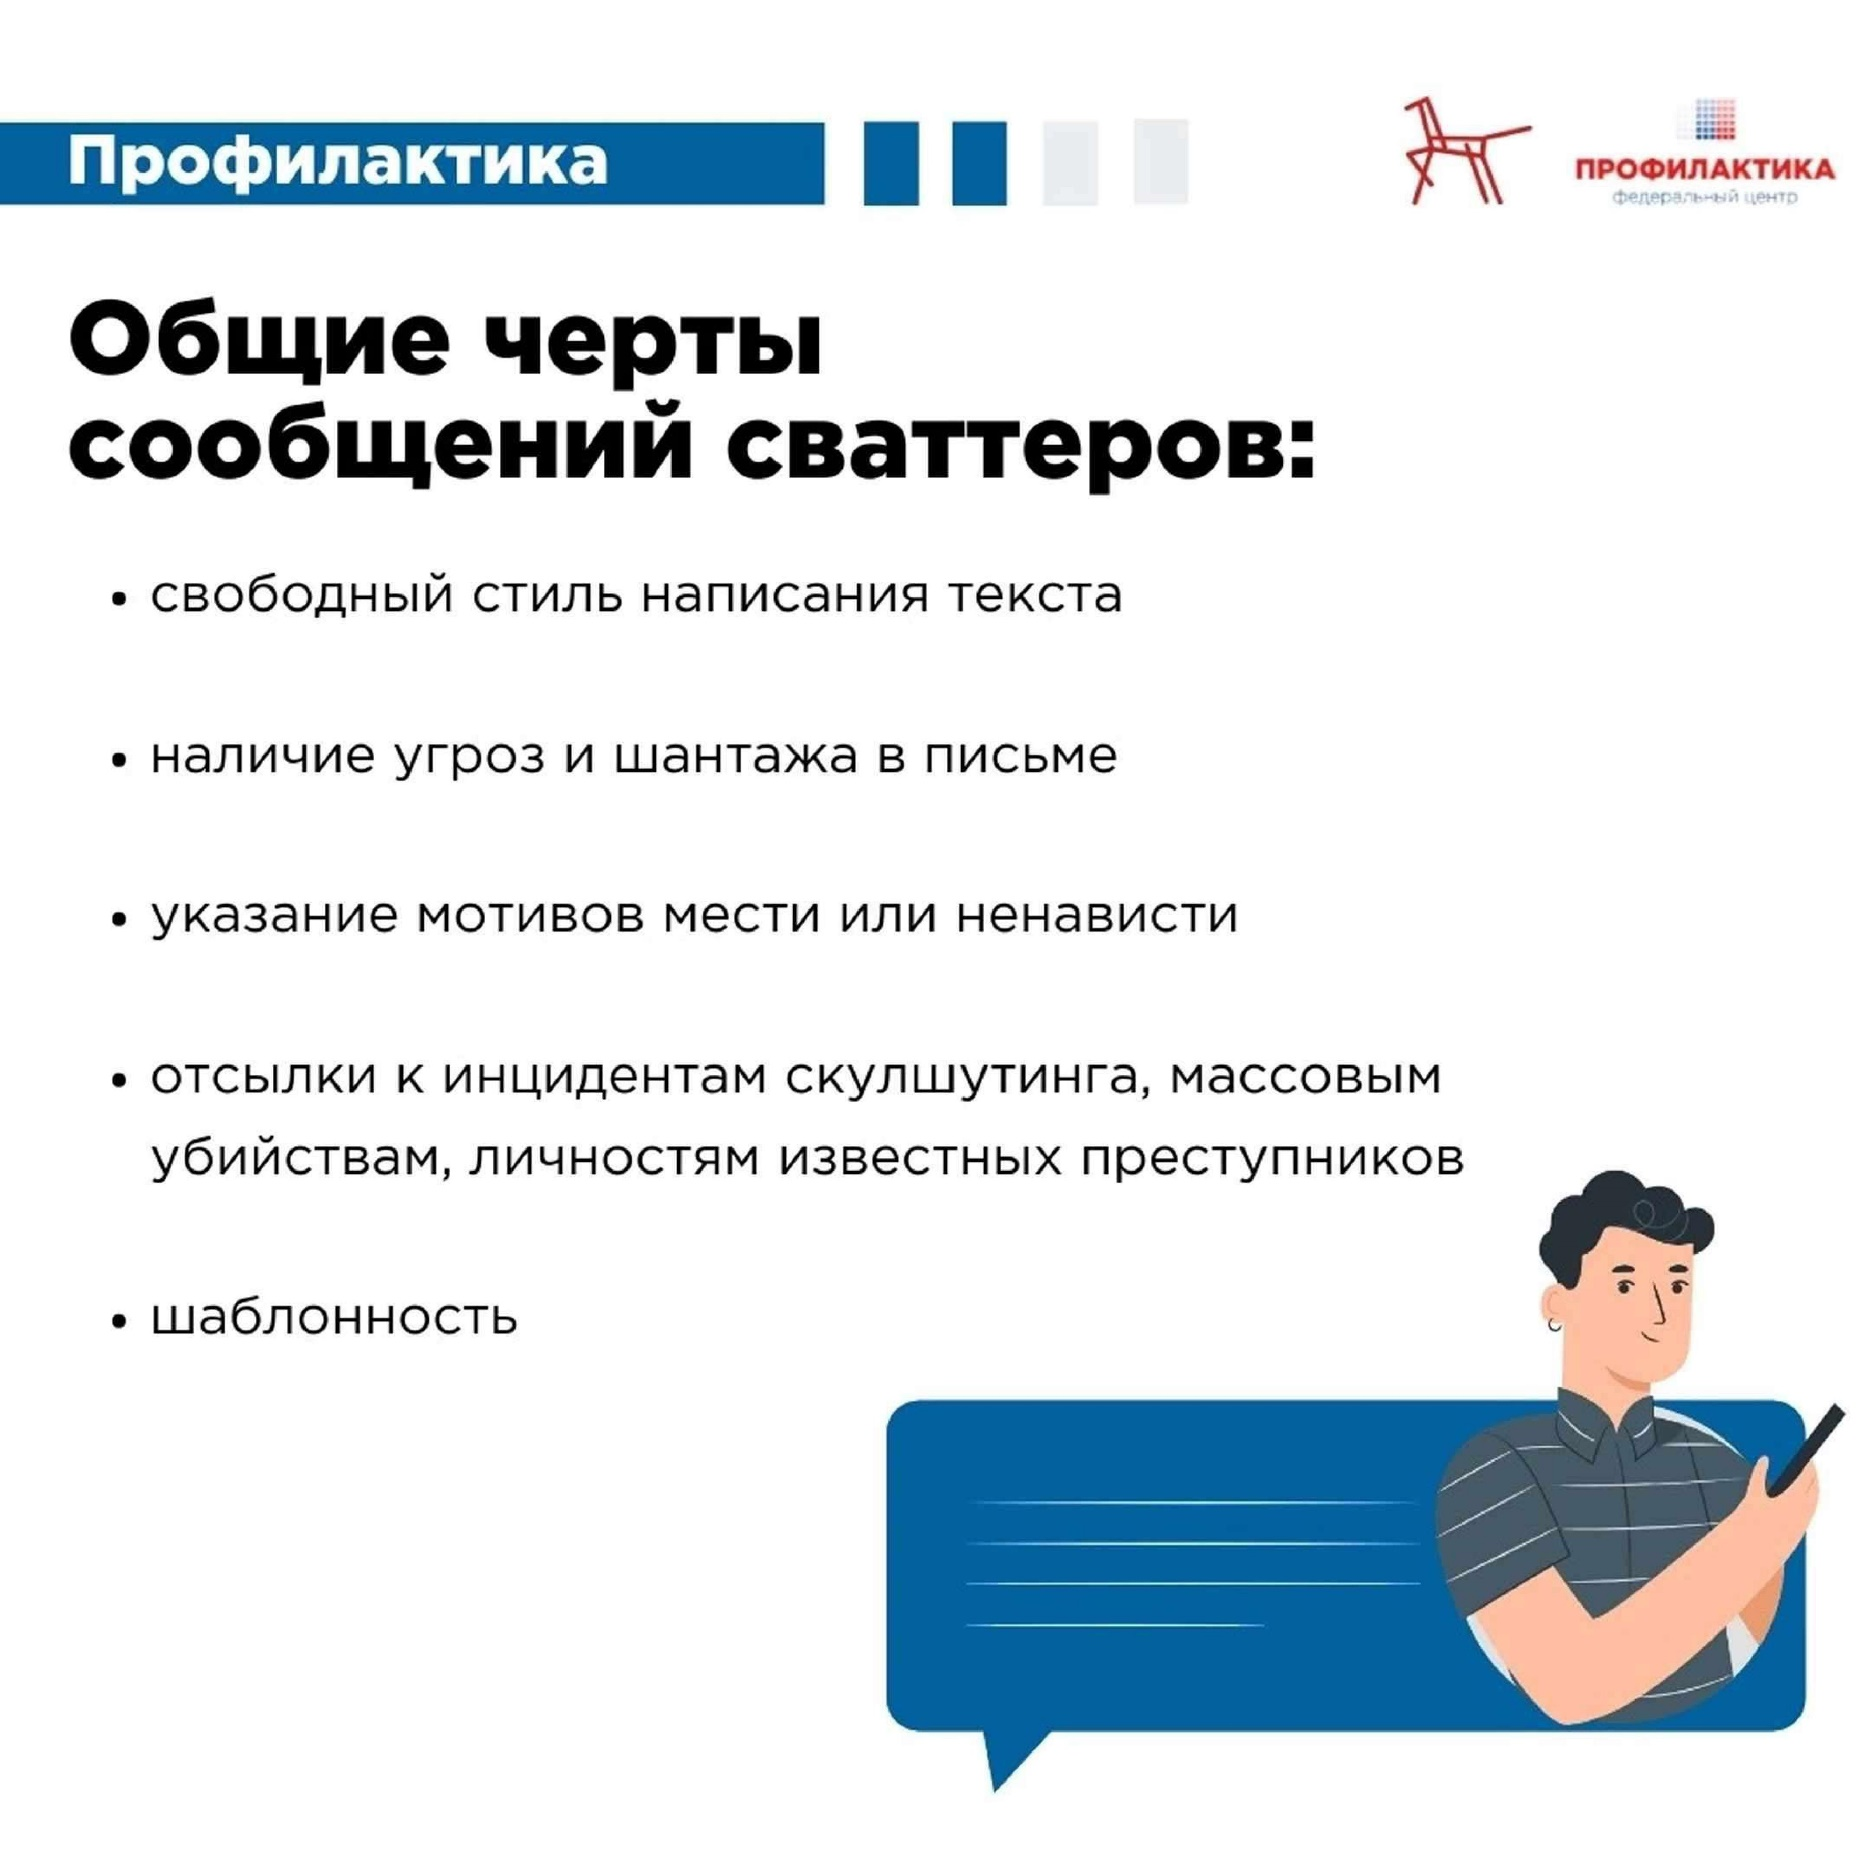 Профилактика
ПРОФИЛАКТИКА
федеральный центр
Общие черты
сообщений сваттеров:
• свободный стиль написания текста
• наличие угроз и шантажа в письме
• указание мотивов мести или ненависти
• отсылки к инцидентам скулшутинга, массовым
убийствам, личностям известных преступников
• шаблонность